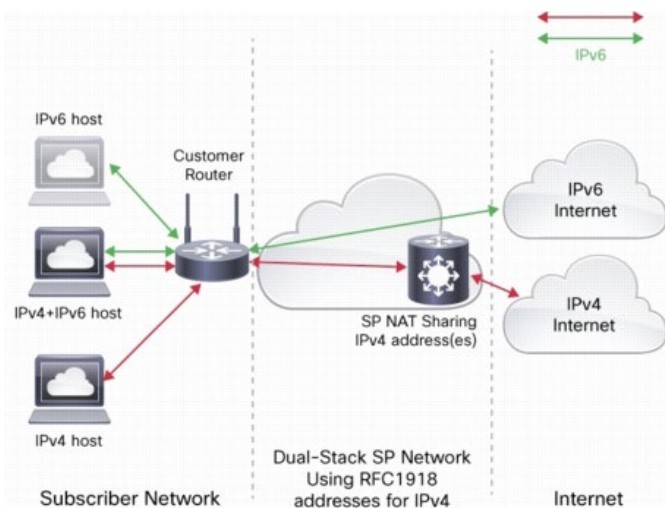 IPv6
IPv6 host
Customer
Router
IPv6
Internet
IPv4+IPv6 host
SP NAT Sharing
IPv4 address(es)
IPv4
Internet
IPv4 host
Dual-Stack SP Network
Using RFC1918
addresses for IPv4
Subscriber Network
Internet